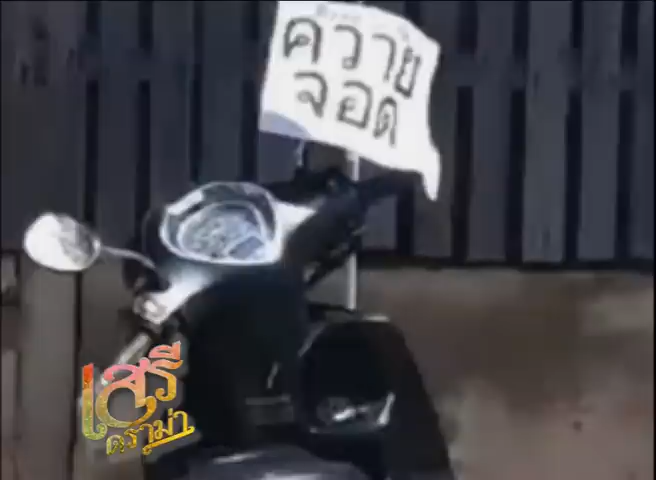 ควาย
จอด
เสรี
ดราม่า